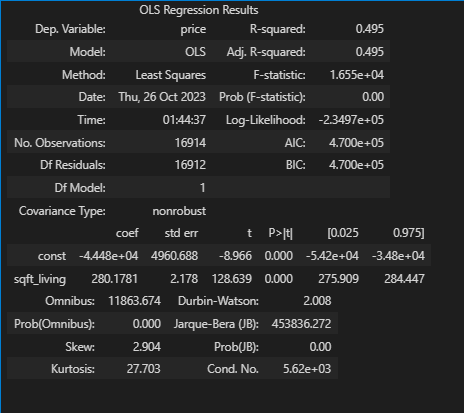 OLS Regression Results
Dep. Variable: price R-squared: 0.495
Model: OLS Adj. R-squared: 0.495
Method: Least Squares F-statistic: 1.655e+04
Date: Thu, 26 Oct 2023 Prob (F-statistic): 0.00
Time: 01:44:37 Log-Likelihood: -2.3497e+05
No. Observations: 16914 AIC: 4.700e+05
Df Residuals: 16912 BIC: 4.700e+05
Df Model: 1
Covariance Type: nonrobust
coef std err t P>|t| [0.025 0.975]
const -4.448e+04 4960.688 -8.966 0.000 -5.42e+04 -3.48e+04
sqft_living 280.1781 2.178 128.639 0.000 275.909 284.447
Omnibus: 11863.674 Durbin-Watson: 2.008
Prob(Omnibus): 0.000 Jarque-Bera (JB): 453836.272
Skew: 2.904 Prob(JB): 0.00
Kurtosis: 27.703 Cond. No. 5.62e+03